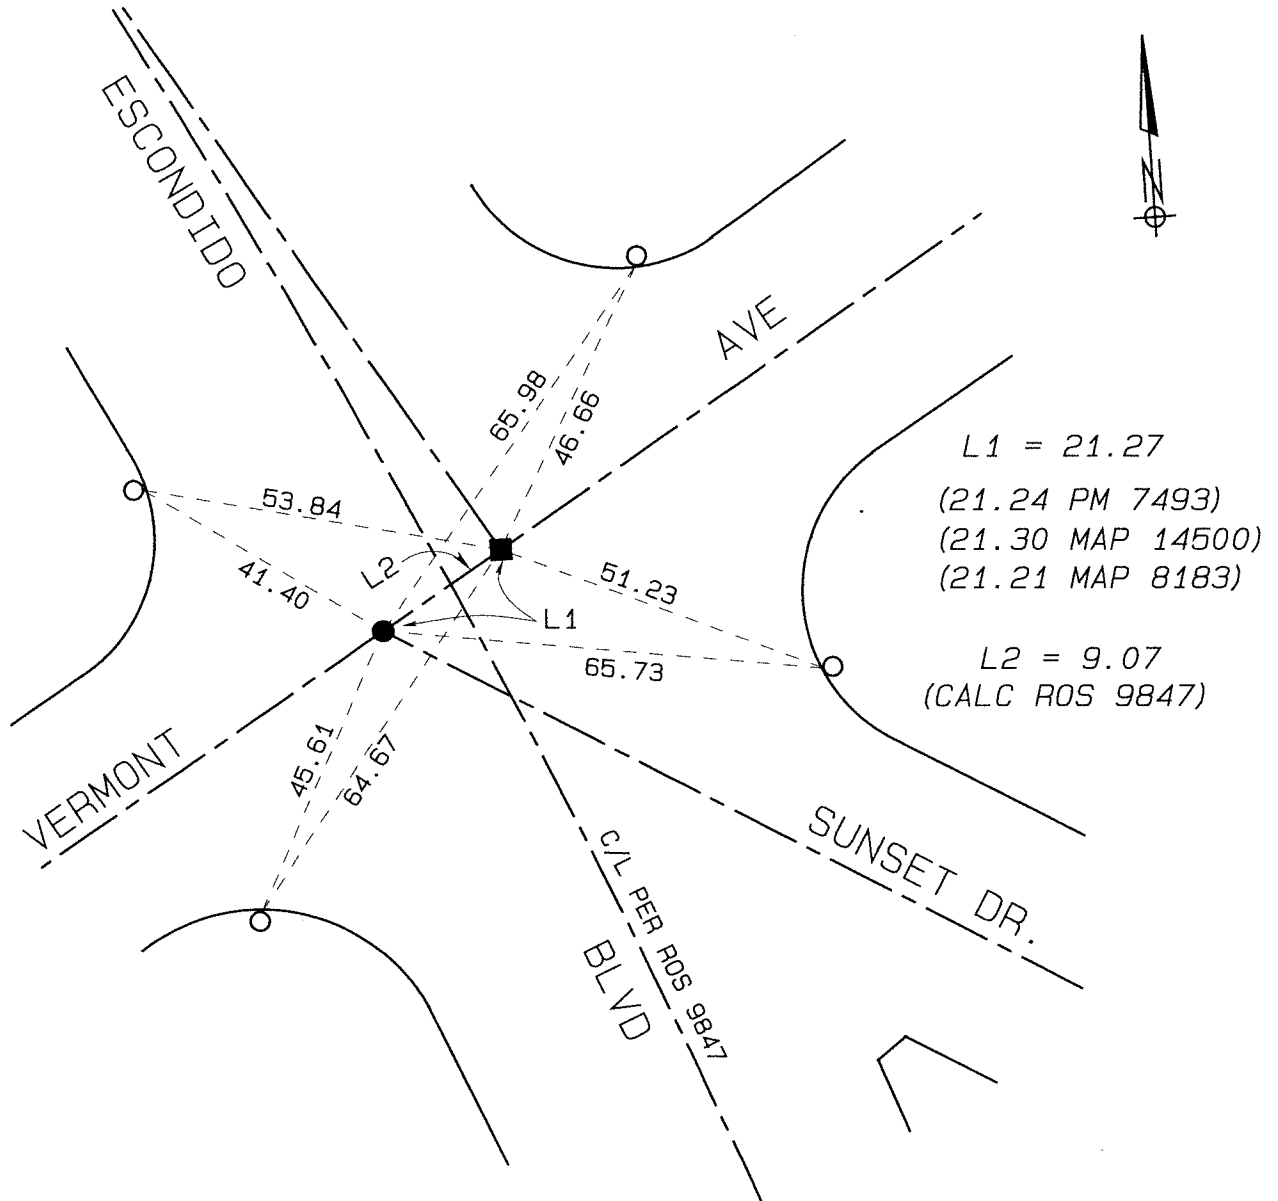 ESCONDIDO
N
AVE
65.98
46.66
L1 = 21.27
(21.24 PM 7493)
(21.30 MAP 14500)
(21.21 MAP 8183)
53.84
L2
41.40
51.23
L1
65.73
L2 = 9.07
(CALC ROS 9847)
VERMONT
45.61
64.67
SUNSET DR.
C/L PER ROS 9847
BLVD